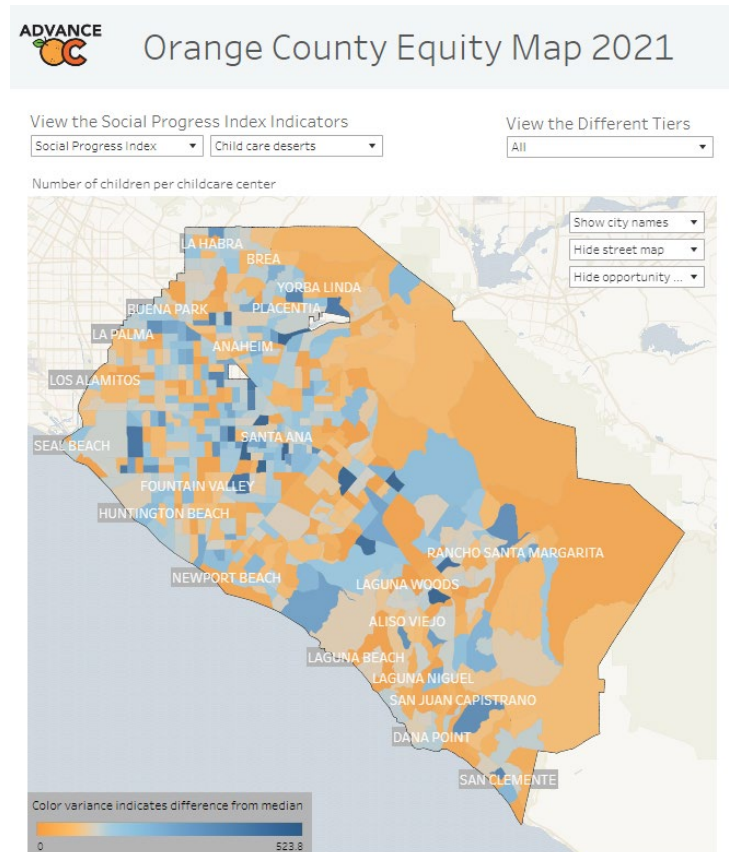 ADVANCE
OC
Orange County Equity Map 2021
View the Social Progress Index Indicators
View the Different Tiers
Social Progress Index
Child care deserts
All
Number of children per childcare center
Show city names
Hide street map
Hide opportunity ...
LA HABRA
BREA
YORBA LINDA
BUENA PARK
PLACENTIA
LA PALMA
ANAHEIM
LOS ALAMITOS
SANTA ANA
SEAL BEACH
FOUNTAIN VALLEY
HUNTINGTON BEACH
RANCHO SANTA MARGARITA
NEWPORT BEACH
LAGUNA WOODS
ALISO VIEJO
LAGUNA BEACH
LAGUNA NIGUEL
SAN JUAN CAPISTRANO
DANA POINT
SAN CLEMENTE
Color variance indicates difference from median
0
523.8